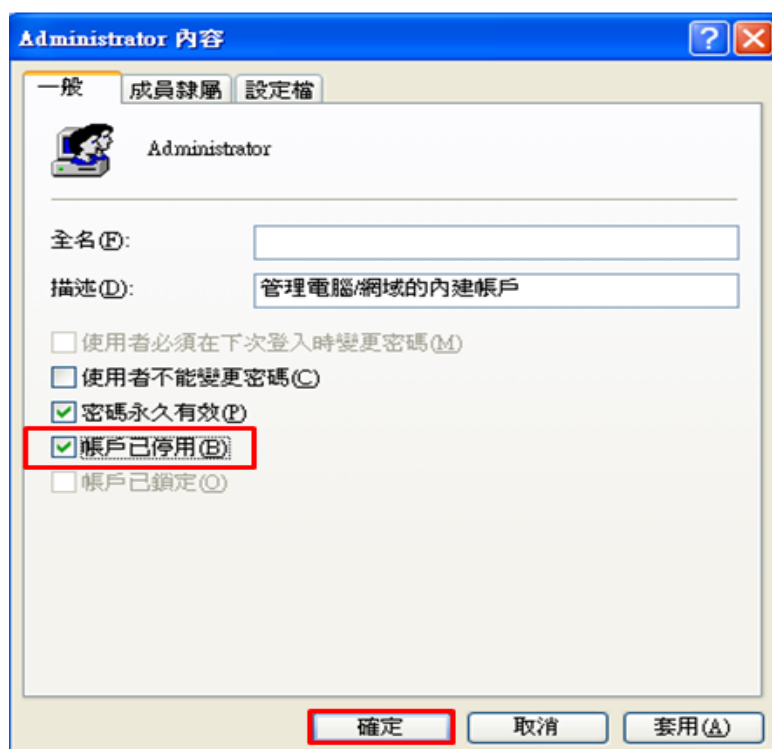 Administrator 內容
一般 成員隸屬 設定檔
Administrator
全名(F):
描述(D): 管理電腦/網域的內建帳戶
使用者必須在下次登入時變更密碼(M)
使用者不能變更密碼(C)
密碼永久有效(P)
帳戶已停用(B)
帳戶已鎖定(O)
確定 取消 套用(A)